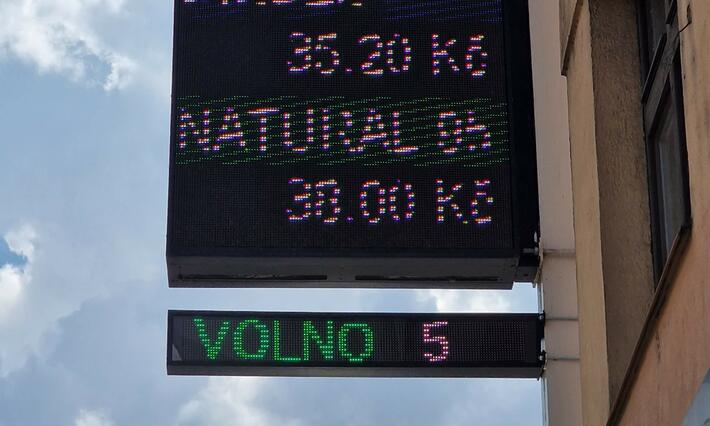 35.20 Kč
NATURAL 95
38.00 Kč
VOLNO 5